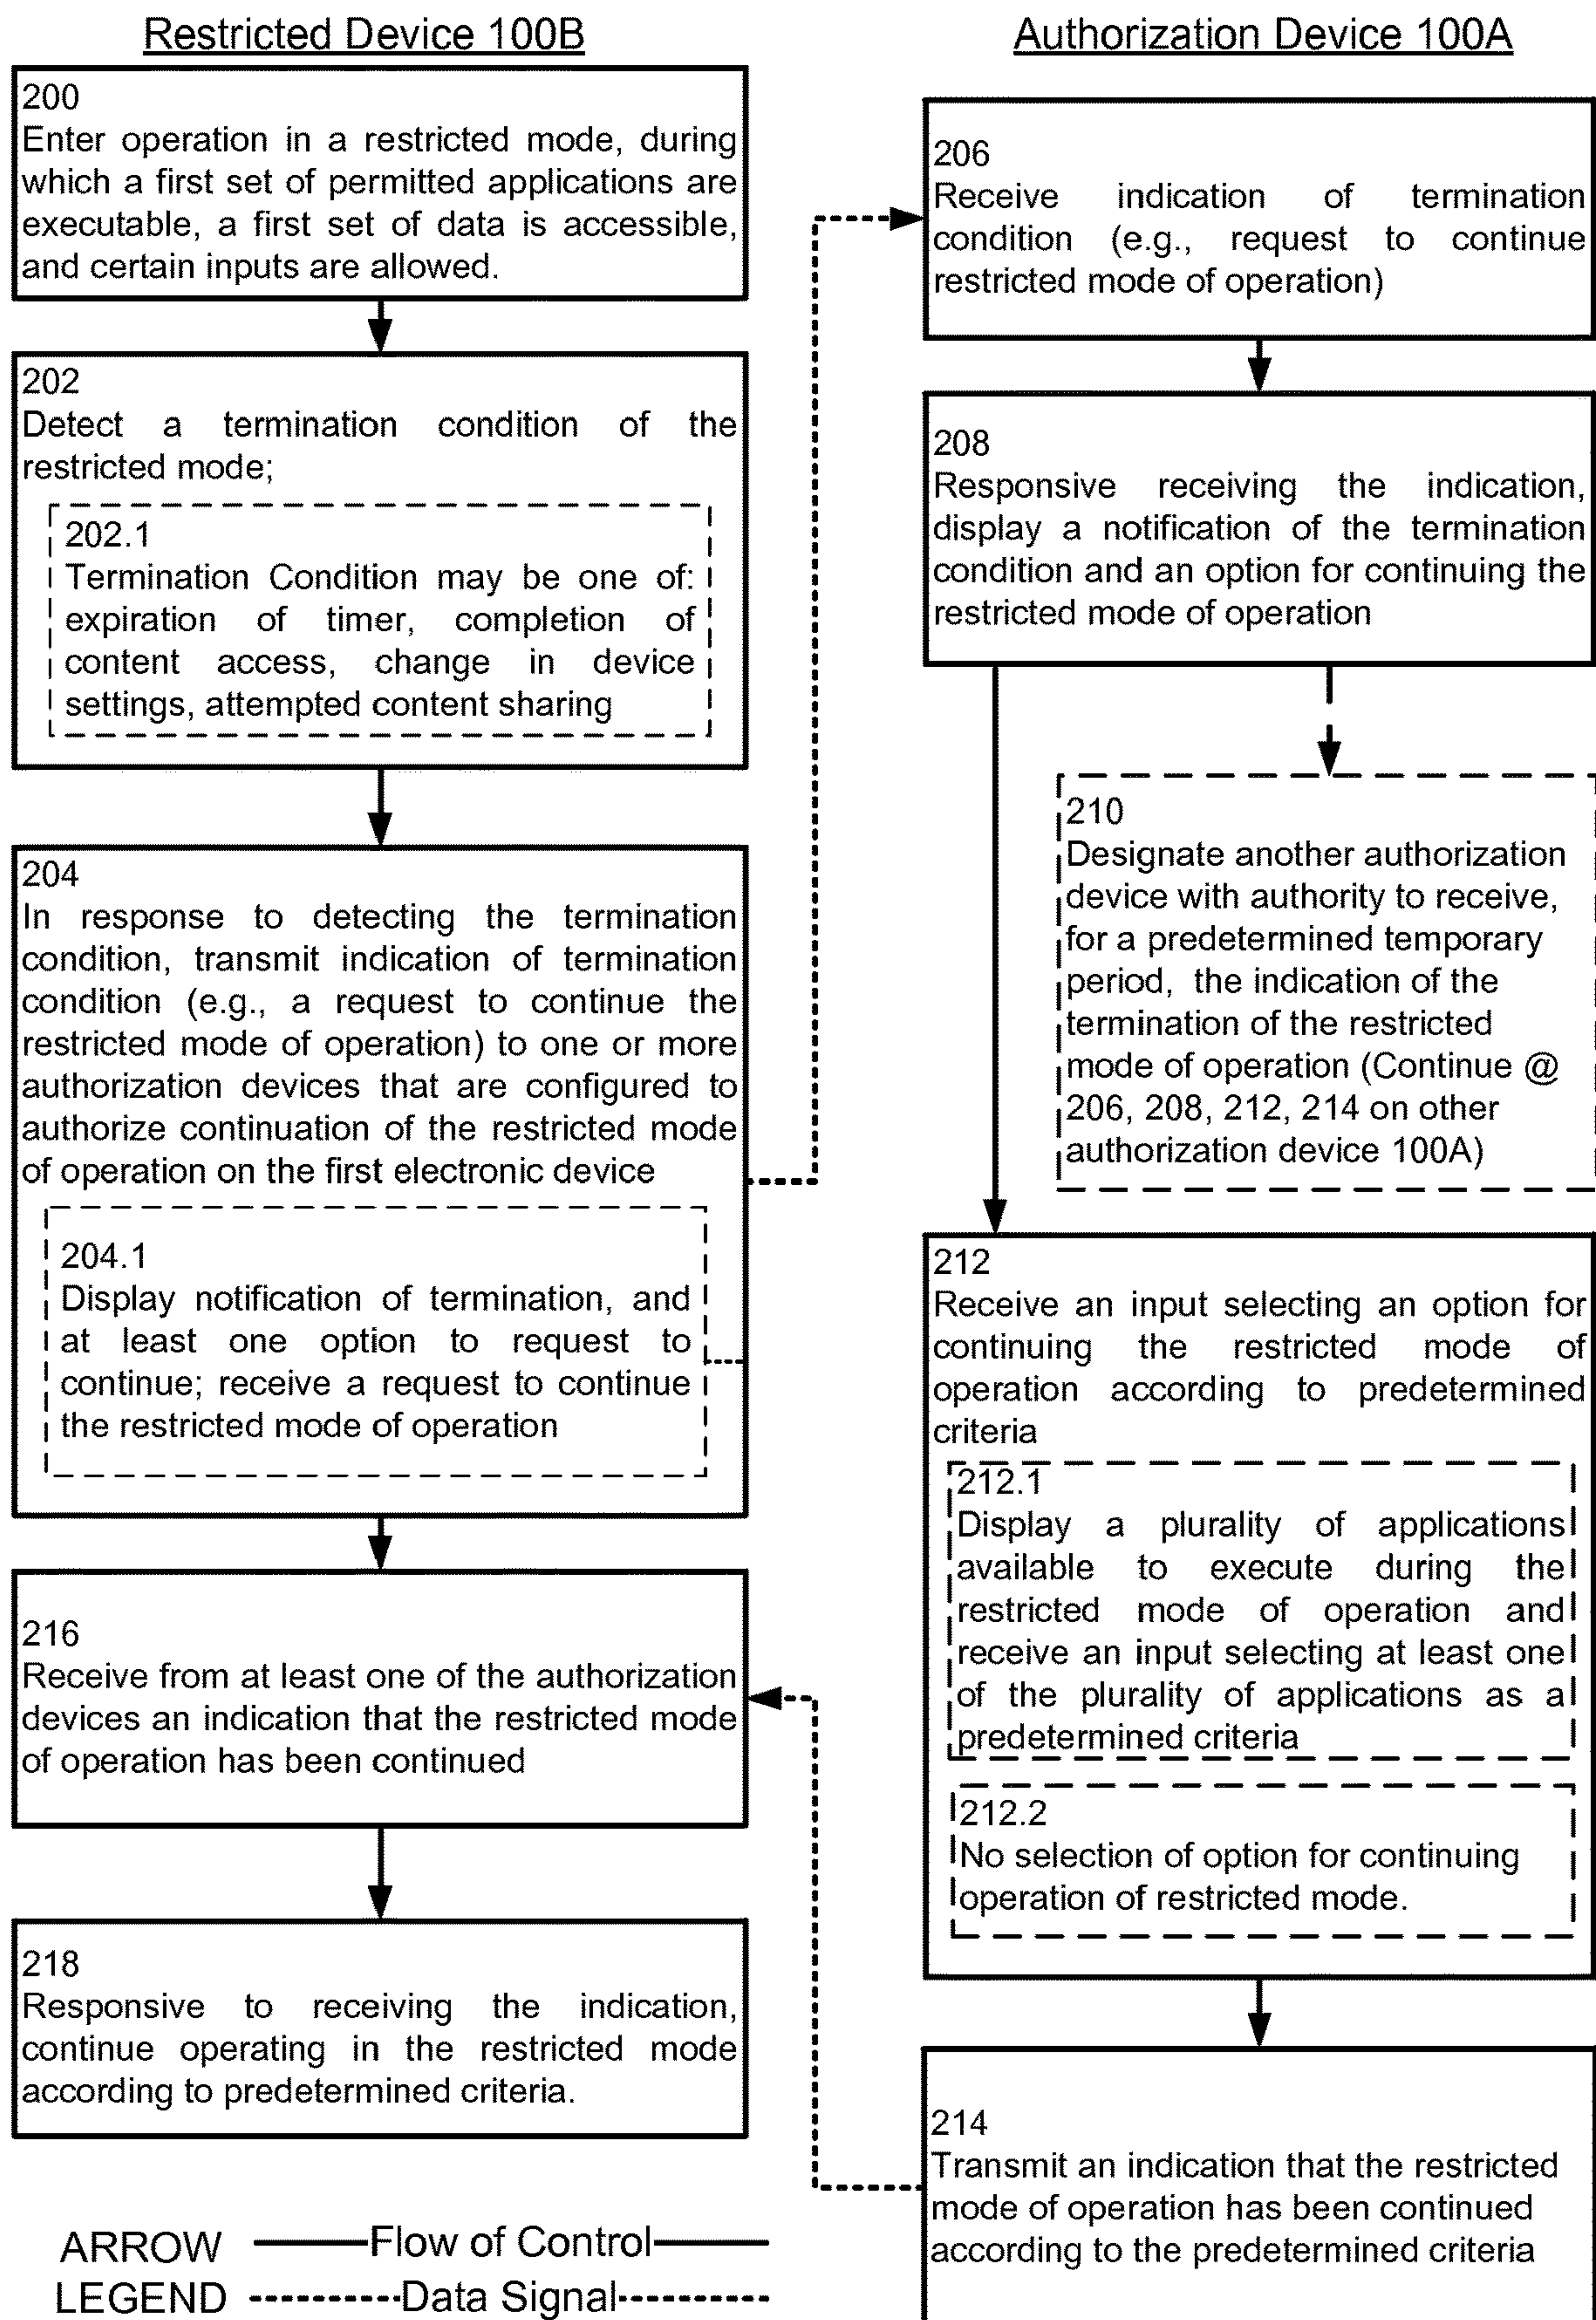 Restricted Device 100B
200
Enter operation in a restricted mode, during
which a first set of permitted applications are
executable, a first set of data is accessible,
and certain inputs are allowed.
202
Detect a termination condition of the
restricted mode;
202.1
Termination Condition may be one of:
expiration of timer, completion of
content access, change in device
settings, attempted content sharing
204
In response to detecting the termination
condition, transmit indication of termination
condition (e.g., a request to continue the
restricted mode of operation) to one or more
authorization devices that are configured to
authorize continuation of the restricted mode
of operation on the first electronic device
204.1
Display notification of termination, and
at least one option to request to
continue; receive a request to continue
the restricted mode of operation
216
Receive from at least one of the authorization
devices an indication that the restricted mode
of operation has been continued
218
Responsive to receiving the indication,
continue operating in the restricted mode
according to predetermined criteria.
Authorization Device 100A
206
Receive indication of termination
condition (e.g., request to continue
restricted mode of operation)
208
Responsive receiving the indication,
display a notification of the termination
condition and an option for continuing the
restricted mode of operation
210
Designate another authorization
device with authority to receive,
for a predetermined temporary
period, the indication of the
termination of the restricted
mode of operation (Continue @
206, 208, 212, 214 on other
authorization device 100A)
212
Receive an input selecting an option for
continuing the restricted mode of
operation according to predetermined
criteria
212.1
Display a plurality of applications
available to execute during the
restricted mode of operation and
receive an input selecting at least one
of the plurality of applications as a
predetermined criteria
212.2
No selection of option for continuing
operation of restricted mode.
214
Transmit an indication that the restricted
mode of operation has been continued
according to the predetermined criteria
ARROW Flow of Control
LEGEND Data Signal